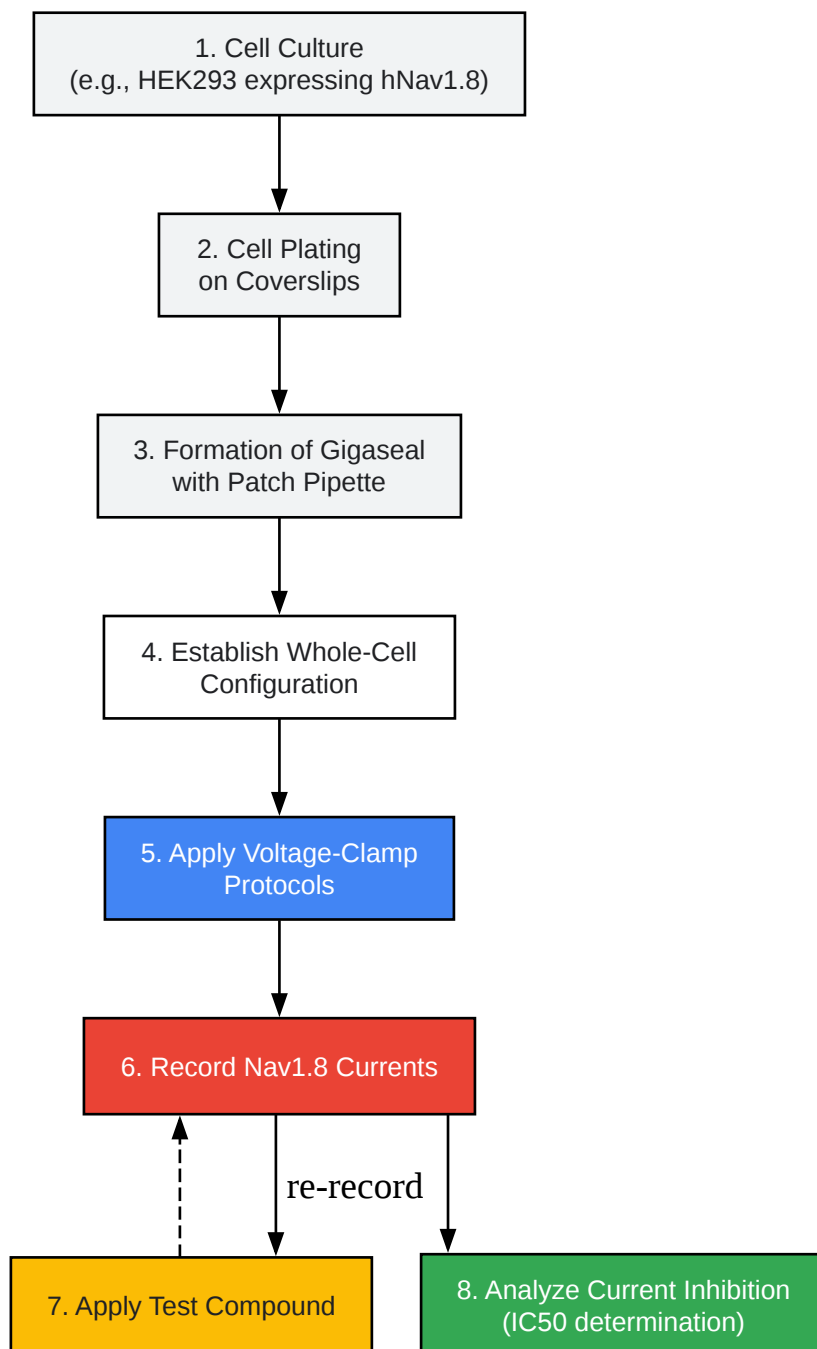 1. Cell Culture
(e.g., HEK293 expressing hNav1.8)
2. Cell Plating
on Coverslips
3. Formation of Gigaseal
with Patch Pipette
4. Establish Whole-Cell
Configuration
5. Apply Voltage-Clamp
Protocols
6. Record Nav1.8 Currents
re-record
7. Apply Test Compound
8. Analyze Current Inhibition
(IC50 determination)